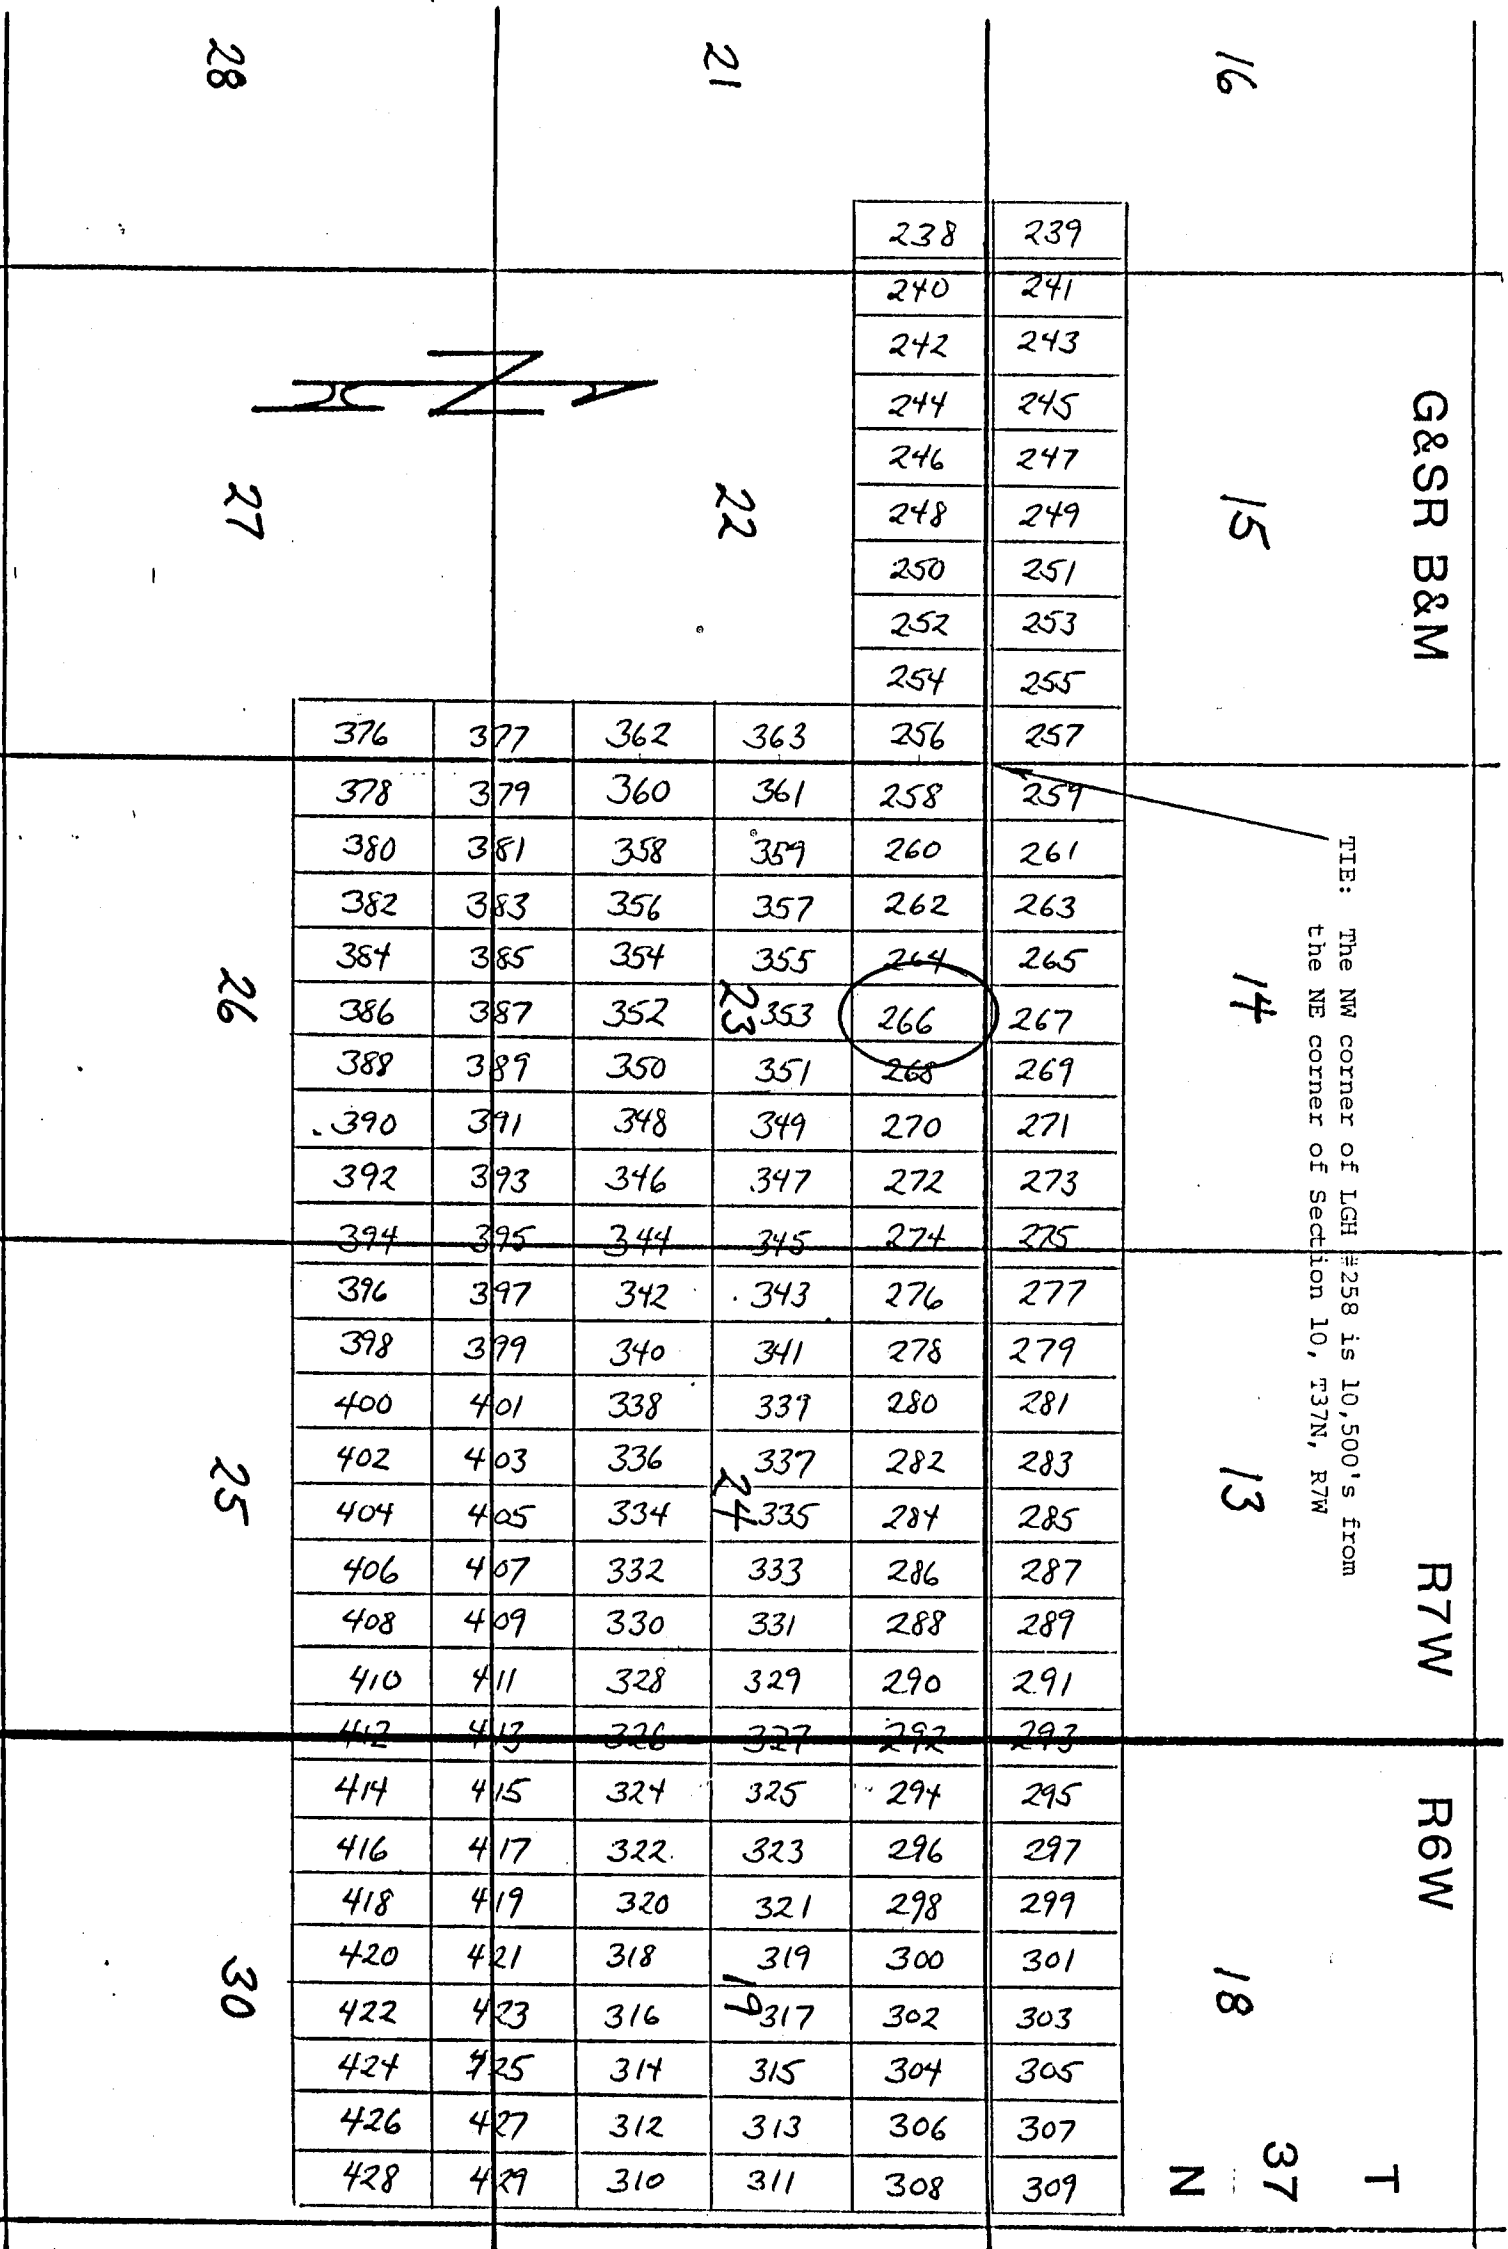 G&SR B&M R7W R6W
T
37
N
TIE: The NW corner of LGH #258 is 10,500's from
the NE corner of Section 10, T37N, R7W
16 15 14 13 18
21 22 23 24 19
28 27 26 25 30
N
238 239
240 241
242 243
244 245
246 247
248 249
250 251
252 253
254 255
376 377 362 363 256 257
378 379 360 361 258 259
380 381 358 359 260 261
382 383 356 357 262 263
384 385 354 355 264 265
386 387 352 353 266 267
388 389 350 351 268 269
390 391 348 349 270 271
392 393 346 347 272 273
394 395 344 345 274 275
396 397 342 343 276 277
398 399 340 341 278 279
400 401 338 339 280 281
402 403 336 337 282 283
404 405 334 335 284 285
406 407 332 333 286 287
408 409 330 331 288 289
410 411 328 329 290 291
412 413 326 327 292 293
414 415 324 325 294 295
416 417 322 323 296 297
418 419 320 321 298 299
420 421 318 319 300 301
422 423 316 317 302 303
424 425 314 315 304 305
426 427 312 313 306 307
428 429 310 311 308 309